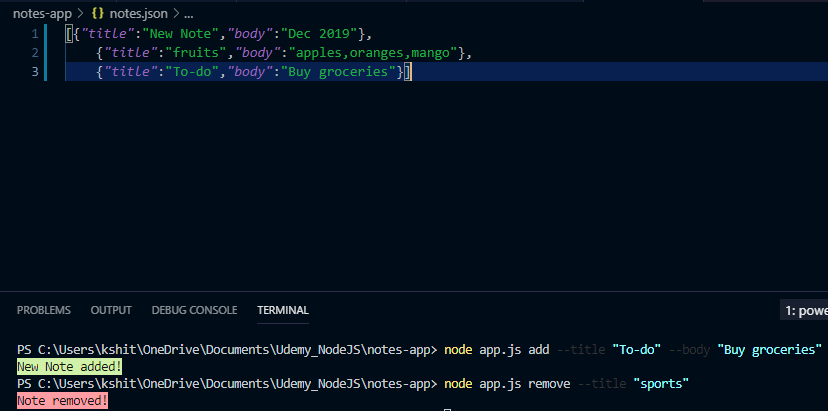 notes-app > {} notes.json > ...
1 [{"title":"New Note","body":"Dec 2019"},
2 {"title":"fruits","body":"apples,oranges,mango"},
3 {"title":"To-do","body":"Buy groceries"}]
PROBLEMS OUTPUT DEBUG CONSOLE TERMINAL 1: powe
PS C:\Users\kshit\OneDrive\Documents\Udemy_NodeJS\notes-app> node app.js add --title "To-do" --body "Buy groceries"
New Note added!
PS C:\Users\kshit\OneDrive\Documents\Udemy_NodeJS\notes-app> node app.js remove --title "sports"
Note removed!